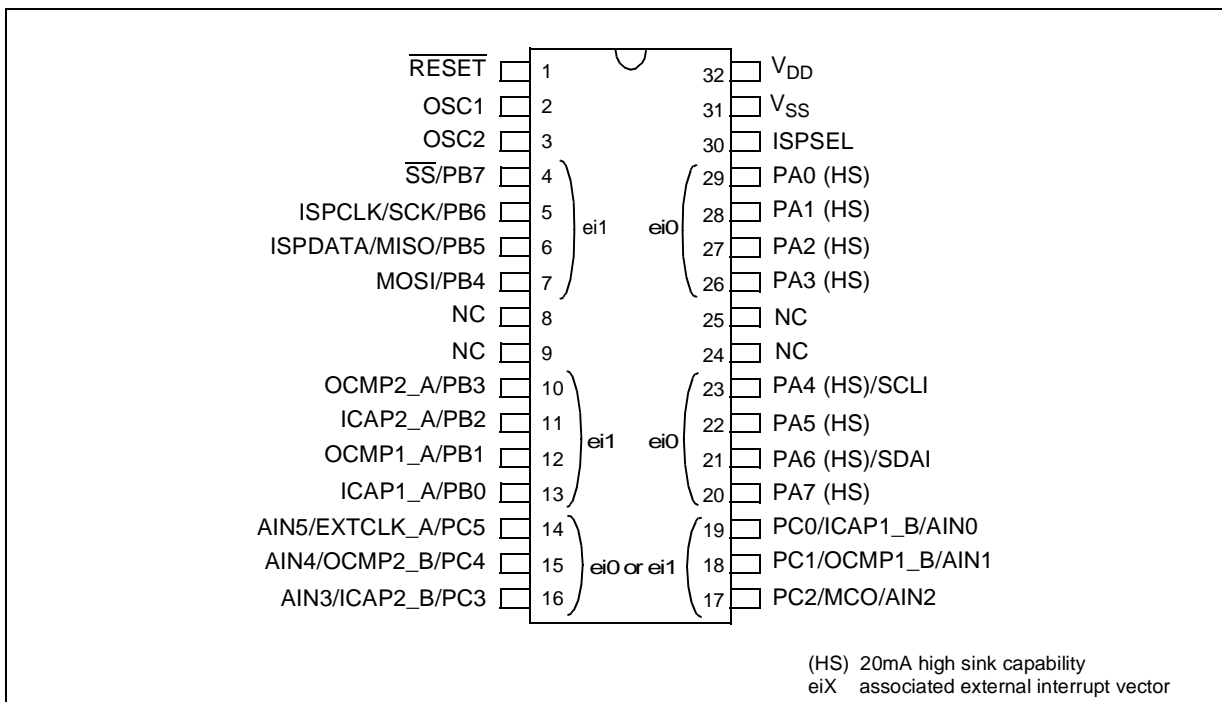 RESET 1 32 VDD
OSC1 2 31 VSS
OSC2 3 30 ISPSEL
SS/PB7 4 29 PA0 (HS)
ISPCLK/SCK/PB6 5 28 PA1 (HS)
ei1 ei0
ISPDATA/MISO/PB5 6 27 PA2 (HS)
MOSI/PB4 7 26 PA3 (HS)
NC 8 25 NC
NC 9 24 NC
OCMP2_A/PB3 10 23 PA4 (HS)/SCLI
ICAP2_A/PB2 11 22 PA5 (HS)
ei1 ei0
OCMP1_A/PB1 12 21 PA6 (HS)/SDAI
ICAP1_A/PB0 13 20 PA7 (HS)
AIN5/EXTCLK_A/PC5 14 19 PC0/ICAP1_B/AIN0
AIN4/OCMP2_B/PC4 15 ei0 or ei1 18 PC1/OCMP1_B/AIN1
AIN3/ICAP2_B/PC3 16 17 PC2/MCO/AIN2
(HS) 20mA high sink capability
eiX associated external interrupt vector